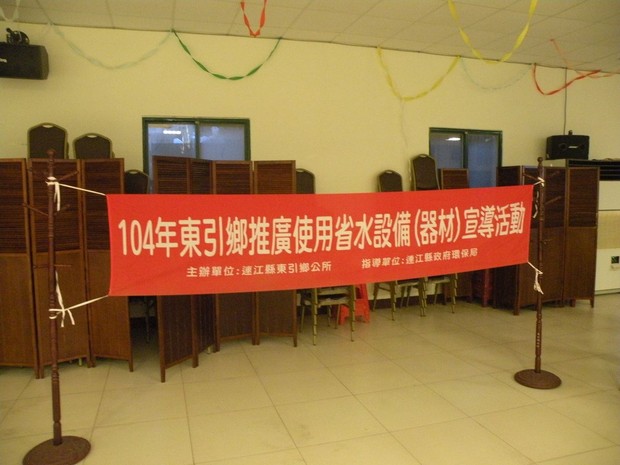 104年東引鄉推廣使用省水設備(器材)宣導活動
主辦單位:連江縣東引鄉公所 指導單位:連江縣政府環保局